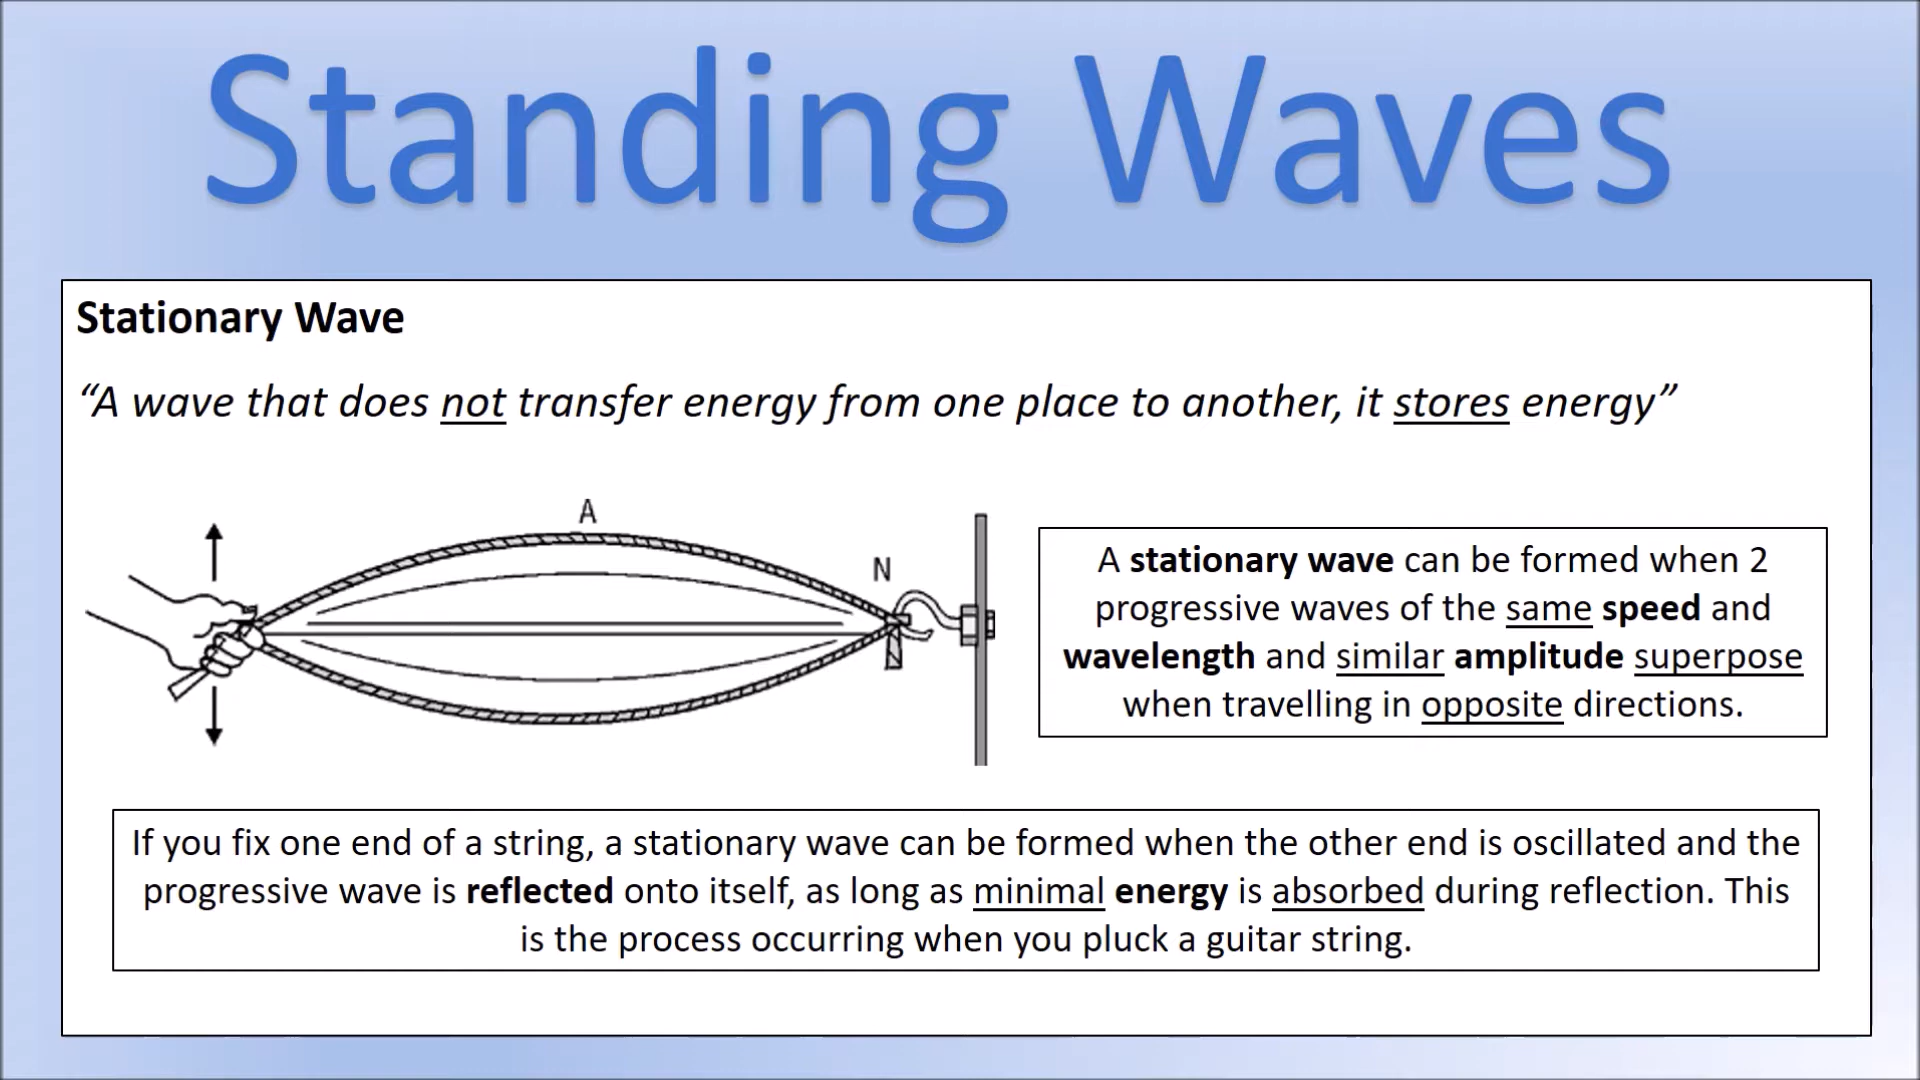 Standing Waves
Stationary Wave
“A wave that does not transfer energy from one place to another, it stores energy”
A
N
A stationary wave can be formed when 2
progressive waves of the same speed and
wavelength and similar amplitude superpose
when travelling in opposite directions.
If you fix one end of a string, a stationary wave can be formed when the other end is oscillated and the
progressive wave is reflected onto itself, as long as minimal energy is absorbed during reflection. This
is the process occurring when you pluck a guitar string.